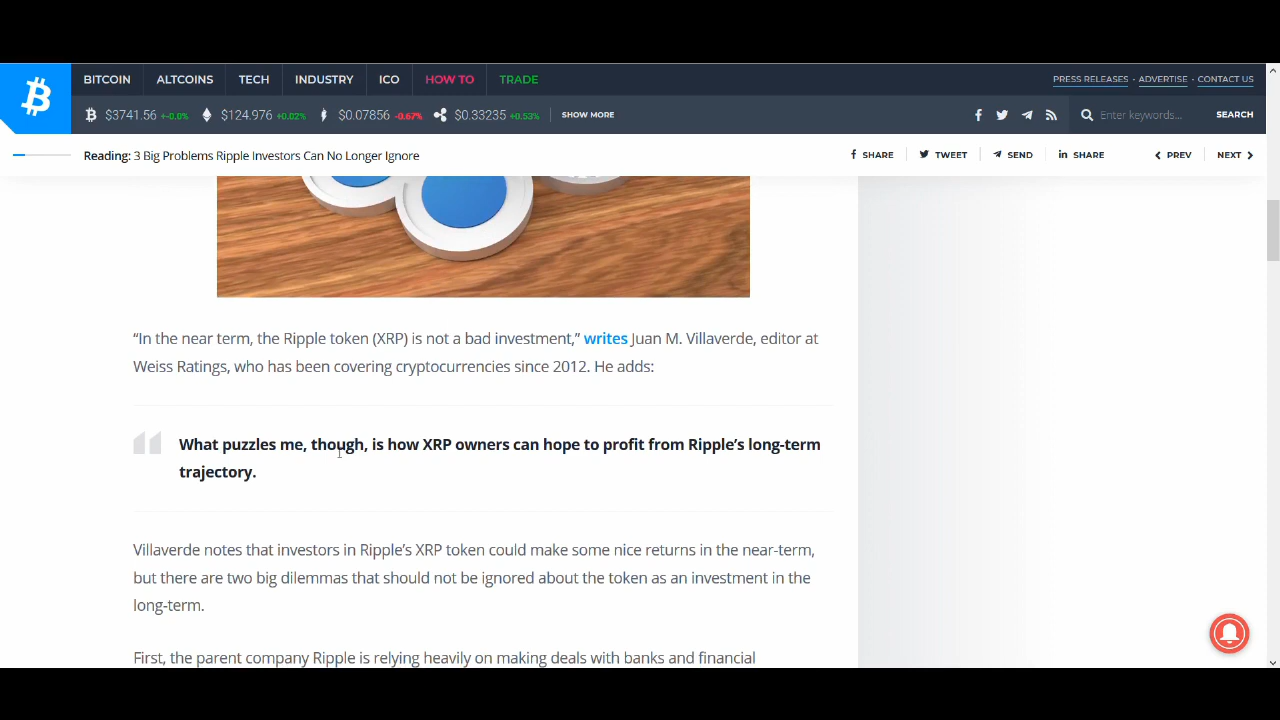 BITCOIN ALTCOINS TECH INDUSTRY ICO HOW TO TRADE PRESS RELEASES · ADVERTISE · CONTACT US
$3741.56 +-0.0% $124.976 +0.02% $0.07856 -0.67% $0.33235 +0.53% SHOW MORE Enter keywords... SEARCH
Reading: 3 Big Problems Ripple Investors Can No Longer Ignore SHARE TWEET SEND SHARE PREV NEXT
“In the near term, the Ripple token (XRP) is not a bad investment,” writes Juan M. Villaverde, editor at
Weiss Ratings, who has been covering cryptocurrencies since 2012. He adds:
What puzzles me, though, is how XRP owners can hope to profit from Ripple’s long-term
trajectory.
Villaverde notes that investors in Ripple’s XRP token could make some nice returns in the near-term,
but there are two big dilemmas that should not be ignored about the token as an investment in the
long-term.
First, the parent company Ripple is relying heavily on making deals with banks and financial